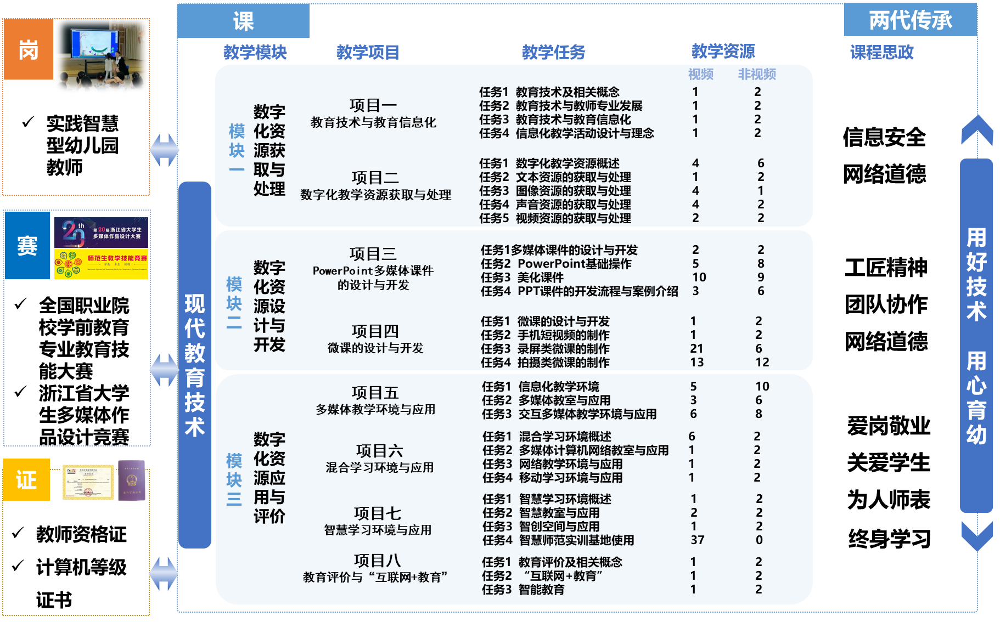 岗
实践智慧
型幼儿园
教师
赛
20th
第20届浙江省大学生
多媒体作品设计大赛
师范生教学技能竞赛
全国职业院
校学前教育
专业教育技
能大赛
浙江省大学
生多媒体作
品设计竞赛
证
教师资格证
计算机等级
证书
课
教学模块
教学项目
教学任务
教学资源
视频 非视频
现代教育技术
模块一
数字
化资
源获
取与
处理
项目一
教育技术与教育信息化
任务1 教育技术及相关概念 1 2
任务2 教育技术与教师专业发展 1 2
任务3 教育技术与教育信息化 1 2
任务4 信息化教学活动设计与理念 1 2
项目二
数字化教学资源获取与处理
任务1 数字化教学资源概述 4 6
任务2 文本资源的获取与处理 1 2
任务3 图像资源的获取与处理 4 1
任务4 声音资源的获取与处理 4 2
任务5 视频资源的获取与处理 2 2
模块二
数字
化资
源设
计与
开发
项目三
PowerPoint多媒体课件
的设计与开发
任务1多媒体课件的设计与开发 2 2
任务2 PowerPoint基础操作 5 8
任务3 美化课件 10 9
任务4 PPT课件的开发流程与案例介绍 3 6
项目四
微课的设计与开发
任务1 微课的设计与开发 1 2
任务2 手机短视频的制作 1 2
任务3 录屏类微课的制作 21 6
任务4 拍摄类微课的制作 13 12
模块三
数字
化资
源应
用与
评价
项目五
多媒体教学环境与应用
任务1 信息化教学环境 5 10
任务2 多媒体教室与应用 3 6
任务3 交互多媒体教学环境与应用 6 8
项目六
混合学习环境与应用
任务1 混合学习环境概述 6 2
任务2 多媒体计算机网络教室与应用 1 2
任务3 网络教学环境与应用 1 2
任务4 移动学习环境与应用 1 2
项目七
智慧学习环境与应用
任务1 智慧学习环境概述 1 2
任务2 智慧教室与应用 2 2
任务3 智创空间与应用 1 2
任务4 智慧师范实训基地使用 37 0
项目八
教育评价与“互联网+教育”
任务1 教育评价及相关概念 1 2
任务2 “互联网+教育” 1 2
任务3 智能教育 1 2
两代传承
课程思政
信息安全
网络道德
工匠精神
团队协作
网络道德
爱岗敬业
关爱学生
为人师表
终身学习
用好技术 用心育幼